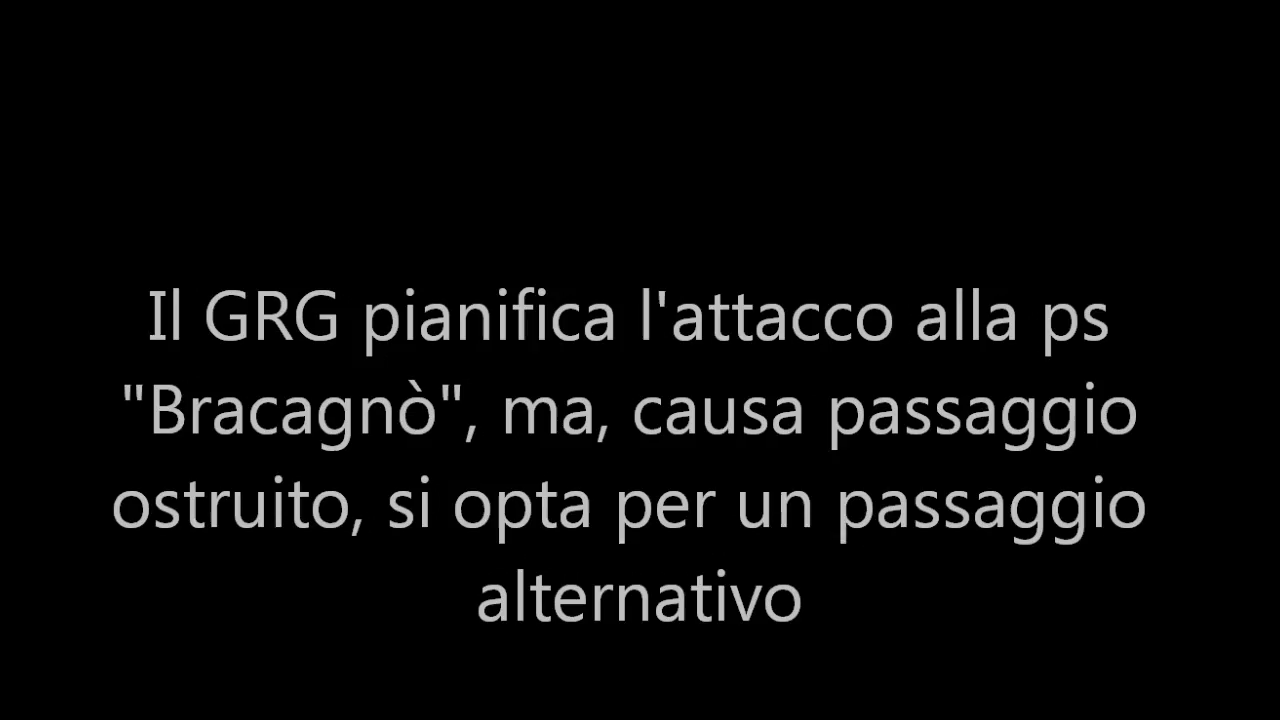 Il GRG pianifica l'attacco alla ps
"Bracagnò", ma, causa passaggio
ostruito, si opta per un passaggio
alternativo